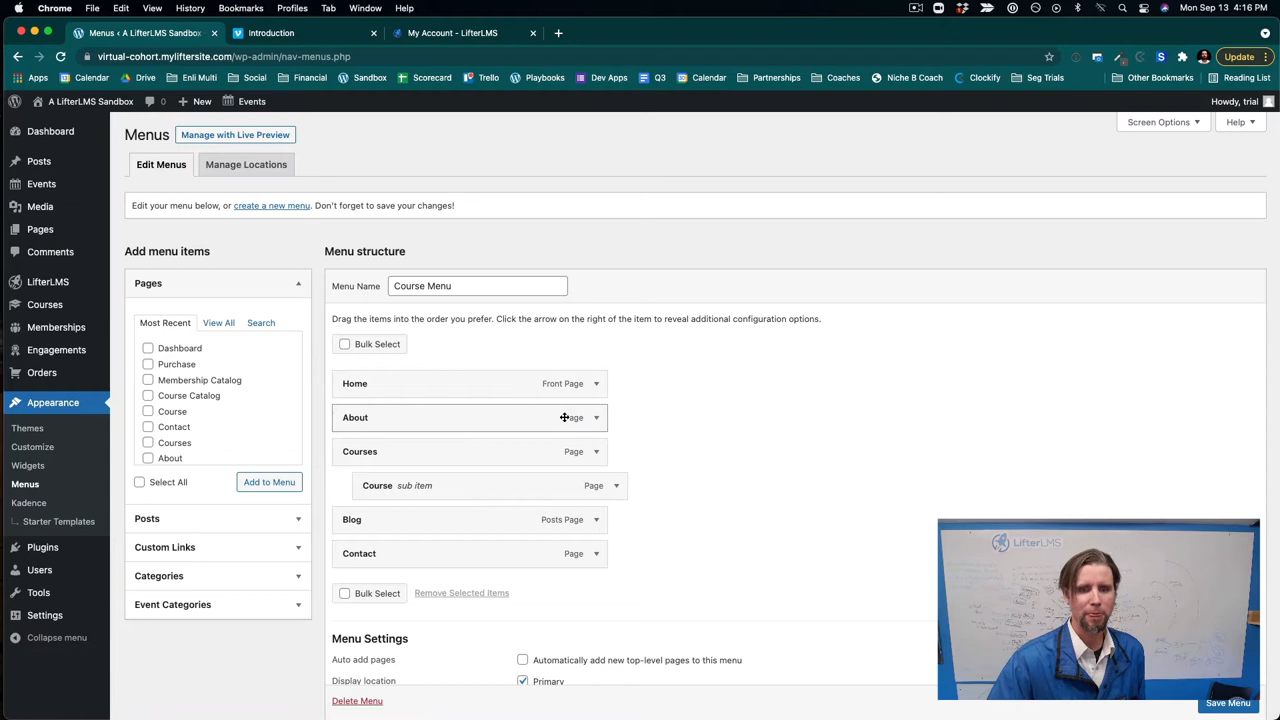 Chrome File Edit View History Bookmarks Profiles Tab Window Help Mon Sep 13 4:16 PM
Menus < A LifterLMS Sandbox Introduction My Account - LifterLMS
virtual-cohort.myliftersite.com/wp-admin/nav-menus.php Update
Apps Calendar Drive Enli Multi Social Financial Sandbox Scorecard Trello Playbooks Dev Apps Q3 Calendar Partnerships Coaches Niche B Coach Clockify Seg Trials Other Bookmarks Reading List
A LifterLMS Sandbox 0 New Events Howdy, trial
Dashboard
Posts
Events
Media
Pages
Comments
LifterLMS
Courses
Memberships
Engagements
Orders
Appearance
Themes
Customize
Widgets
Menus
Kadence
Starter Templates
Plugins
Users
Tools
Settings
Collapse menu
Screen Options Help
Menus Manage with Live Preview
Edit Menus Manage Locations
Edit your menu below, or create a new menu. Don't forget to save your changes!
Add menu items
Pages
Most Recent View All Search
Dashboard
Purchase
Membership Catalog
Course Catalog
Course
Contact
Courses
About
Select All Add to Menu
Posts
Custom Links
Categories
Event Categories
Menu structure
Menu Name Course Menu
Drag the items into the order you prefer. Click the arrow on the right of the item to reveal additional configuration options.
Bulk Select
Home Front Page
About Page
Courses Page
Course sub item Page
Blog Posts Page
Contact Page
Bulk Select Remove Selected Items
Menu Settings
Auto add pages Automatically add new top-level pages to this menu
Display location Primary
Delete Menu Save Menu
LifterLMS